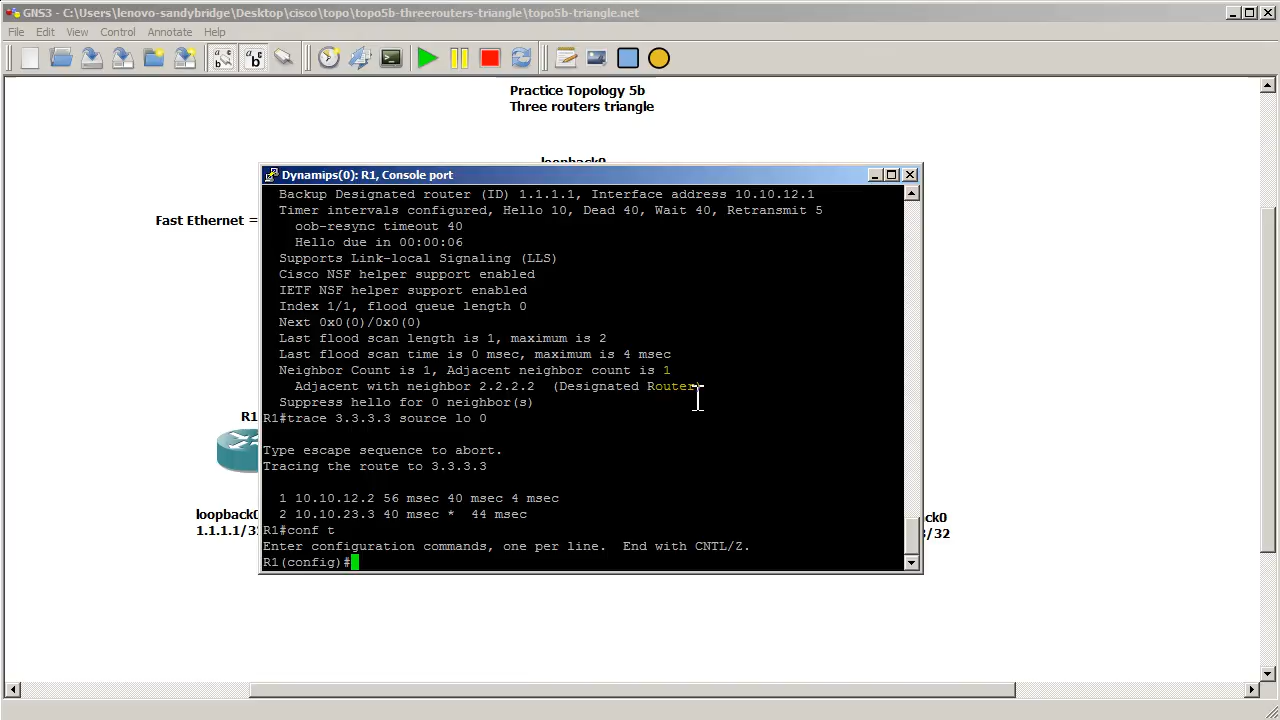 GNS3 - C:\Users\lenovo-sandybridge\Desktop\cisco\topo\topo5b-threerouters-triangle\topo5b-triangle.net
File Edit View Control Annotate Help
Practice Topology 5b
Three routers triangle
loopback0
Dynamips(0): R1, Console port
Backup Designated router (ID) 1.1.1.1, Interface address 10.10.12.1
Timer intervals configured, Hello 10, Dead 40, Wait 40, Retransmit 5
Fast Ethernet =
oob-resync timeout 40
Hello due in 00:00:06
Supports Link-local Signaling (LLS)
Cisco NSF helper support enabled
IETF NSF helper support enabled
Index 1/1, flood queue length 0
Next 0x0(0)/0x0(0)
Last flood scan length is 1, maximum is 2
Last flood scan time is 0 msec, maximum is 4 msec
Neighbor Count is 1, Adjacent neighbor count is 1
Adjacent with neighbor 2.2.2.2 (Designated Router)
Suppress hello for 0 neighbor(s)
R1
R1#trace 3.3.3.3 source lo 0
Type escape sequence to abort.
Tracing the route to 3.3.3.3
1 10.10.12.2 56 msec 40 msec 4 msec
2 10.10.23.3 40 msec * 44 msec
loopback0
1.1.1.1/3
R1#conf t
Enter configuration commands, one per line. End with CNTL/Z.
R1(config)#
ck0
/32